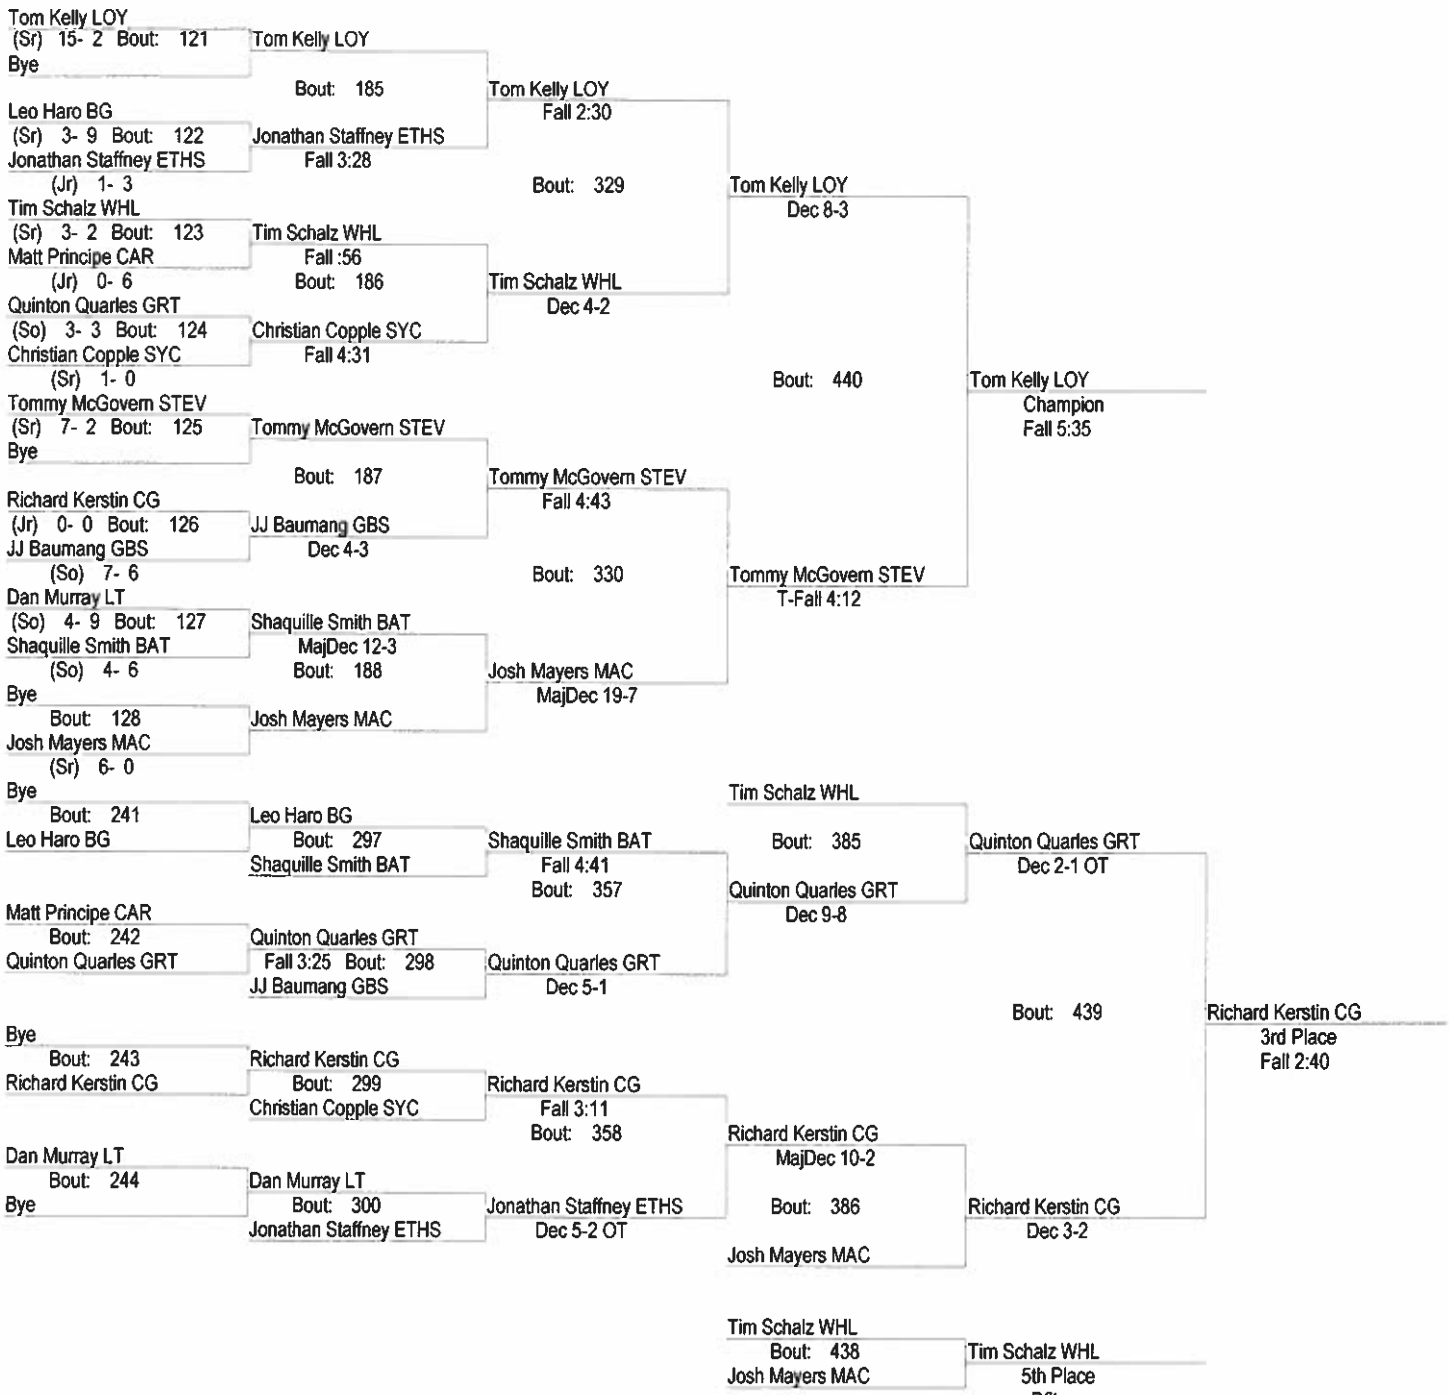 Tom Kelly LOY
(Sr) 15- 2 Bout: 121
Bye
Tom Kelly LOY
Bout: 185
Leo Haro BG
(Sr) 3- 9 Bout: 122
Jonathan Staffney ETHS
(Jr) 1- 3
Jonathan Staffney ETHS
Fall 3:28
Tom Kelly LOY
Fall 2:30
Bout: 329
Tim Schalz WHL
(Sr) 3- 2 Bout: 123
Matt Principe CAR
(Jr) 0- 6
Tim Schalz WHL
Fall :56
Bout: 186
Quinton Quarles GRT
(So) 3- 3 Bout: 124
Christian Copple SYC
(Sr) 1- 0
Christian Copple SYC
Fall 4:31
Tim Schalz WHL
Dec 4-2
Tom Kelly LOY
Dec 8-3
Bout: 440
Tom Kelly LOY
Champion
Fall 5:35
Tommy McGovern STEV
(Sr) 7- 2 Bout: 125
Bye
Tommy McGovern STEV
Bout: 187
Richard Kerstin CG
(Jr) 0- 0 Bout: 126
JJ Baumang GBS
(So) 7- 6
JJ Baumang GBS
Dec 4-3
Tommy McGovern STEV
Fall 4:43
Bout: 330
Dan Murray LT
(So) 4- 9 Bout: 127
Shaquille Smith BAT
(So) 4- 6
Shaquille Smith BAT
MajDec 12-3
Bout: 188
Bye
Bout: 128
Josh Mayers MAC
(Sr) 6- 0
Josh Mayers MAC
Josh Mayers MAC
MajDec 19-7
Tommy McGovern STEV
T-Fall 4:12
Bye
Bout: 241
Leo Haro BG
Leo Haro BG
Bout: 297
Shaquille Smith BAT
Shaquille Smith BAT
Fall 4:41
Bout: 357
Matt Principe CAR
Bout: 242
Quinton Quarles GRT
Quinton Quarles GRT
Fall 3:25 Bout: 298
JJ Baumang GBS
Quinton Quarles GRT
Dec 5-1
Tim Schalz WHL
Bout: 385
Quinton Quarles GRT
Dec 9-8
Quinton Quarles GRT
Dec 2-1 OT
Bout: 439
Richard Kerstin CG
3rd Place
Fall 2:40
Bye
Bout: 243
Richard Kerstin CG
Richard Kerstin CG
Bout: 299
Christian Copple SYC
Richard Kerstin CG
Fall 3:11
Bout: 358
Dan Murray LT
Bout: 244
Bye
Dan Murray LT
Bout: 300
Jonathan Staffney ETHS
Jonathan Staffney ETHS
Dec 5-2 OT
Richard Kerstin CG
MajDec 10-2
Bout: 386
Josh Mayers MAC
Richard Kerstin CG
Dec 3-2
Tim Schalz WHL
Bout: 438
Josh Mayers MAC
Tim Schalz WHL
5th Place